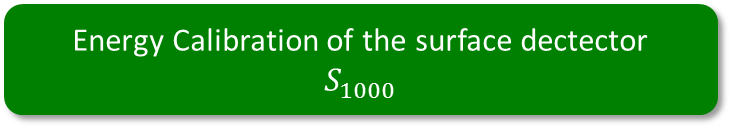 Energy Calibration of the surface dectector
S₁₀₀₀